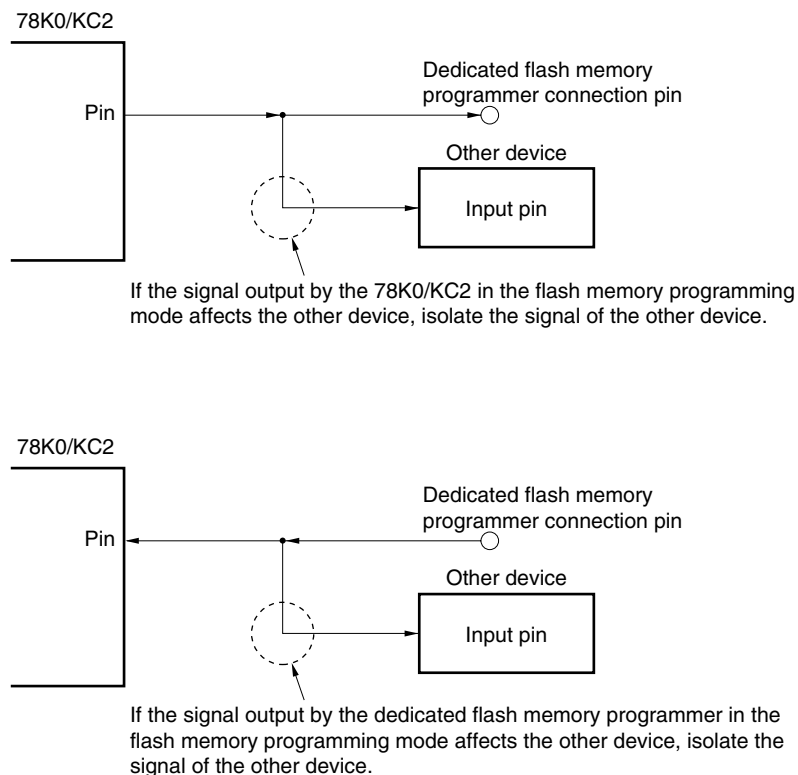 78K0/KC2
Dedicated flash memory
programmer connection pin
Pin
Other device
Input pin
If the signal output by the 78K0/KC2 in the flash memory programming
mode affects the other device, isolate the signal of the other device.
78K0/KC2
Dedicated flash memory
programmer connection pin
Pin
Other device
Input pin
If the signal output by the dedicated flash memory programmer in the
flash memory programming mode affects the other device, isolate the
signal of the other device.